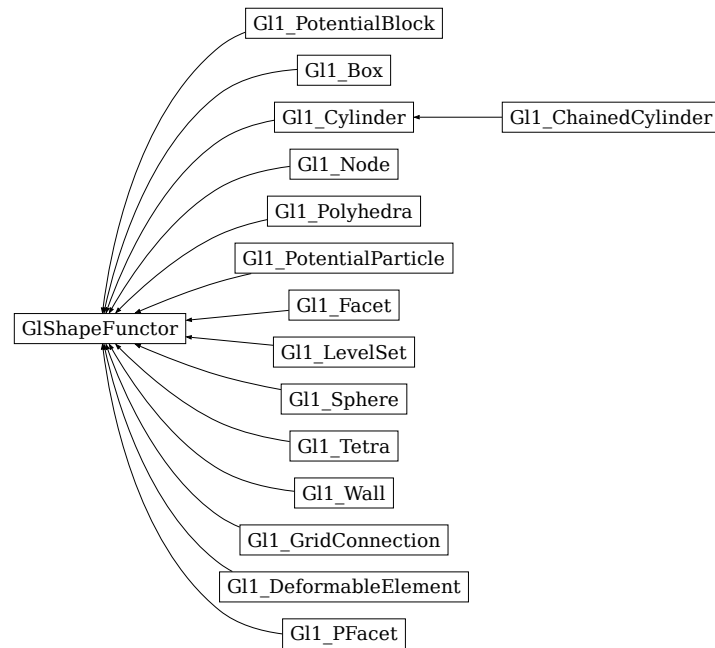 Gl1_PotentialBlock
Gl1_Box
Gl1_Cylinder
Gl1_ChainedCylinder
Gl1_Node
Gl1_Polyhedra
Gl1_PotentialParticle
Gl1_Facet
GlShapeFunctor
Gl1_LevelSet
Gl1_Sphere
Gl1_Tetra
Gl1_Wall
Gl1_GridConnection
Gl1_DeformableElement
Gl1_PFacet